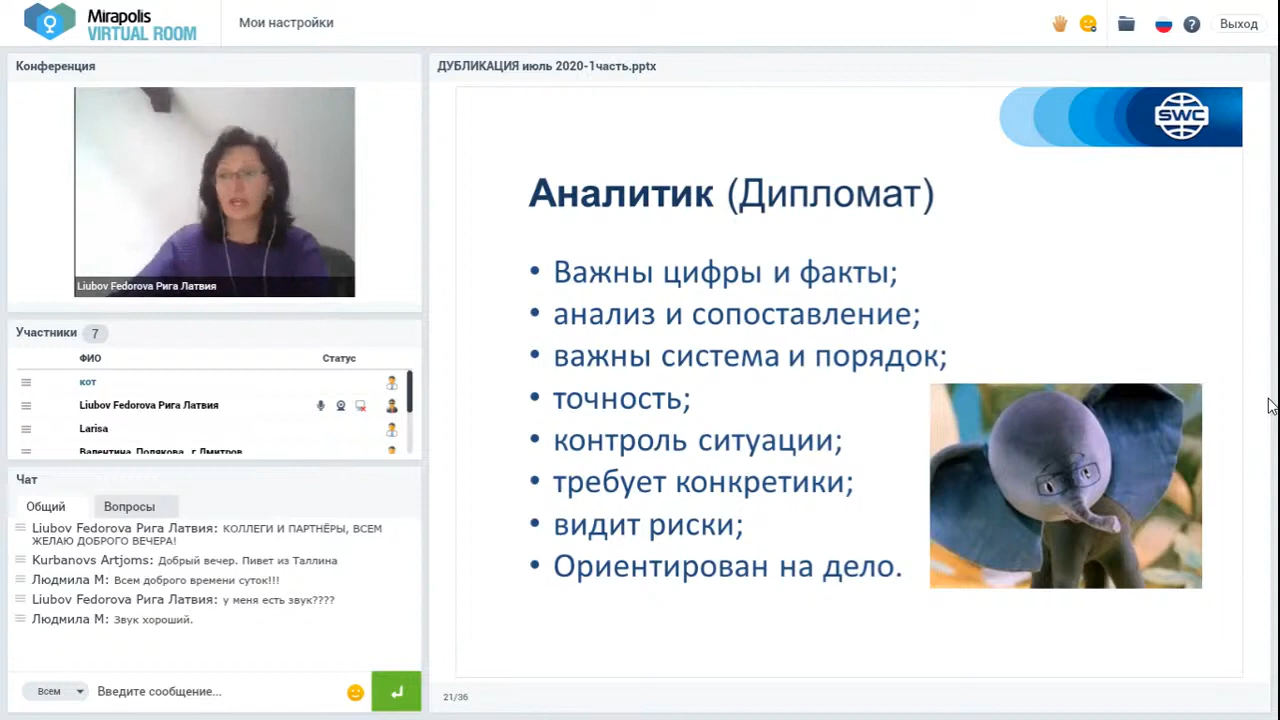 Mirapolis
VIRTUAL ROOM
Мои настройки
?
Выход
Конференция
Liubov Fedorova Рига Латвия
Участники 7
ФИО Статус
кот
Liubov Fedorova Рига Латвия
Larisa
Валентина Полякова г Дмитров
Чат
Общий Вопросы
Liubov Fedorova Рига Латвия: КОЛЛЕГИ И ПАРТНЁРЫ, ВСЕМ
ЖЕЛАЮ ДОБРОГО ВЕЧЕРА!
Kurbanovs Artjoms: Добрый вечер. Пивет из Таллина
Людмила М: Всем доброго времени суток!!!
Liubov Fedorova Рига Латвия: у меня есть звук????
Людмила М: Звук хороший.
Всем Введите сообщение...
ДУБЛИКАЦИЯ июль 2020-1часть.pptx
SWC
Аналитик (Дипломат)
• Важны цифры и факты;
• анализ и сопоставление;
• важны система и порядок;
• точность;
• контроль ситуации;
• требует конкретики;
• видит риски;
• Ориентирован на дело.
21/36